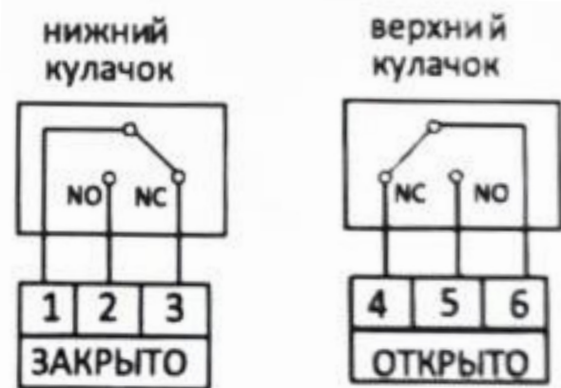 нижний
кулачок
NO NC
1 2 3
ЗАКРЫТО
верхний
кулачок
NC NO
4 5 6
ОТКРЫТО